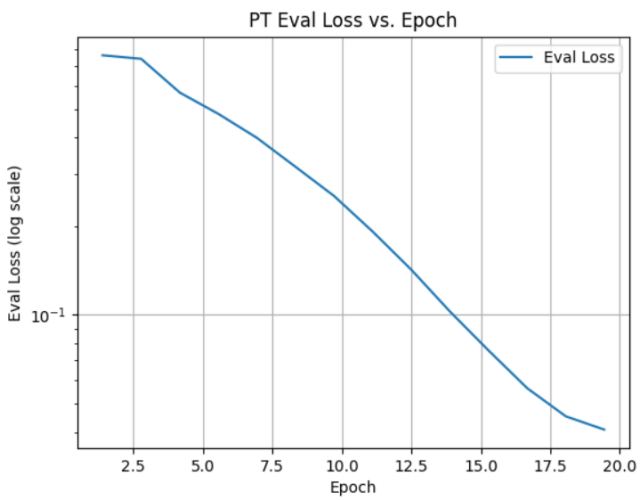 PT Eval Loss vs. Epoch
Eval Loss
Eval Loss (log scale)
10⁻¹
2.5 5.0 7.5 10.0 12.5 15.0 17.5 20.0
Epoch